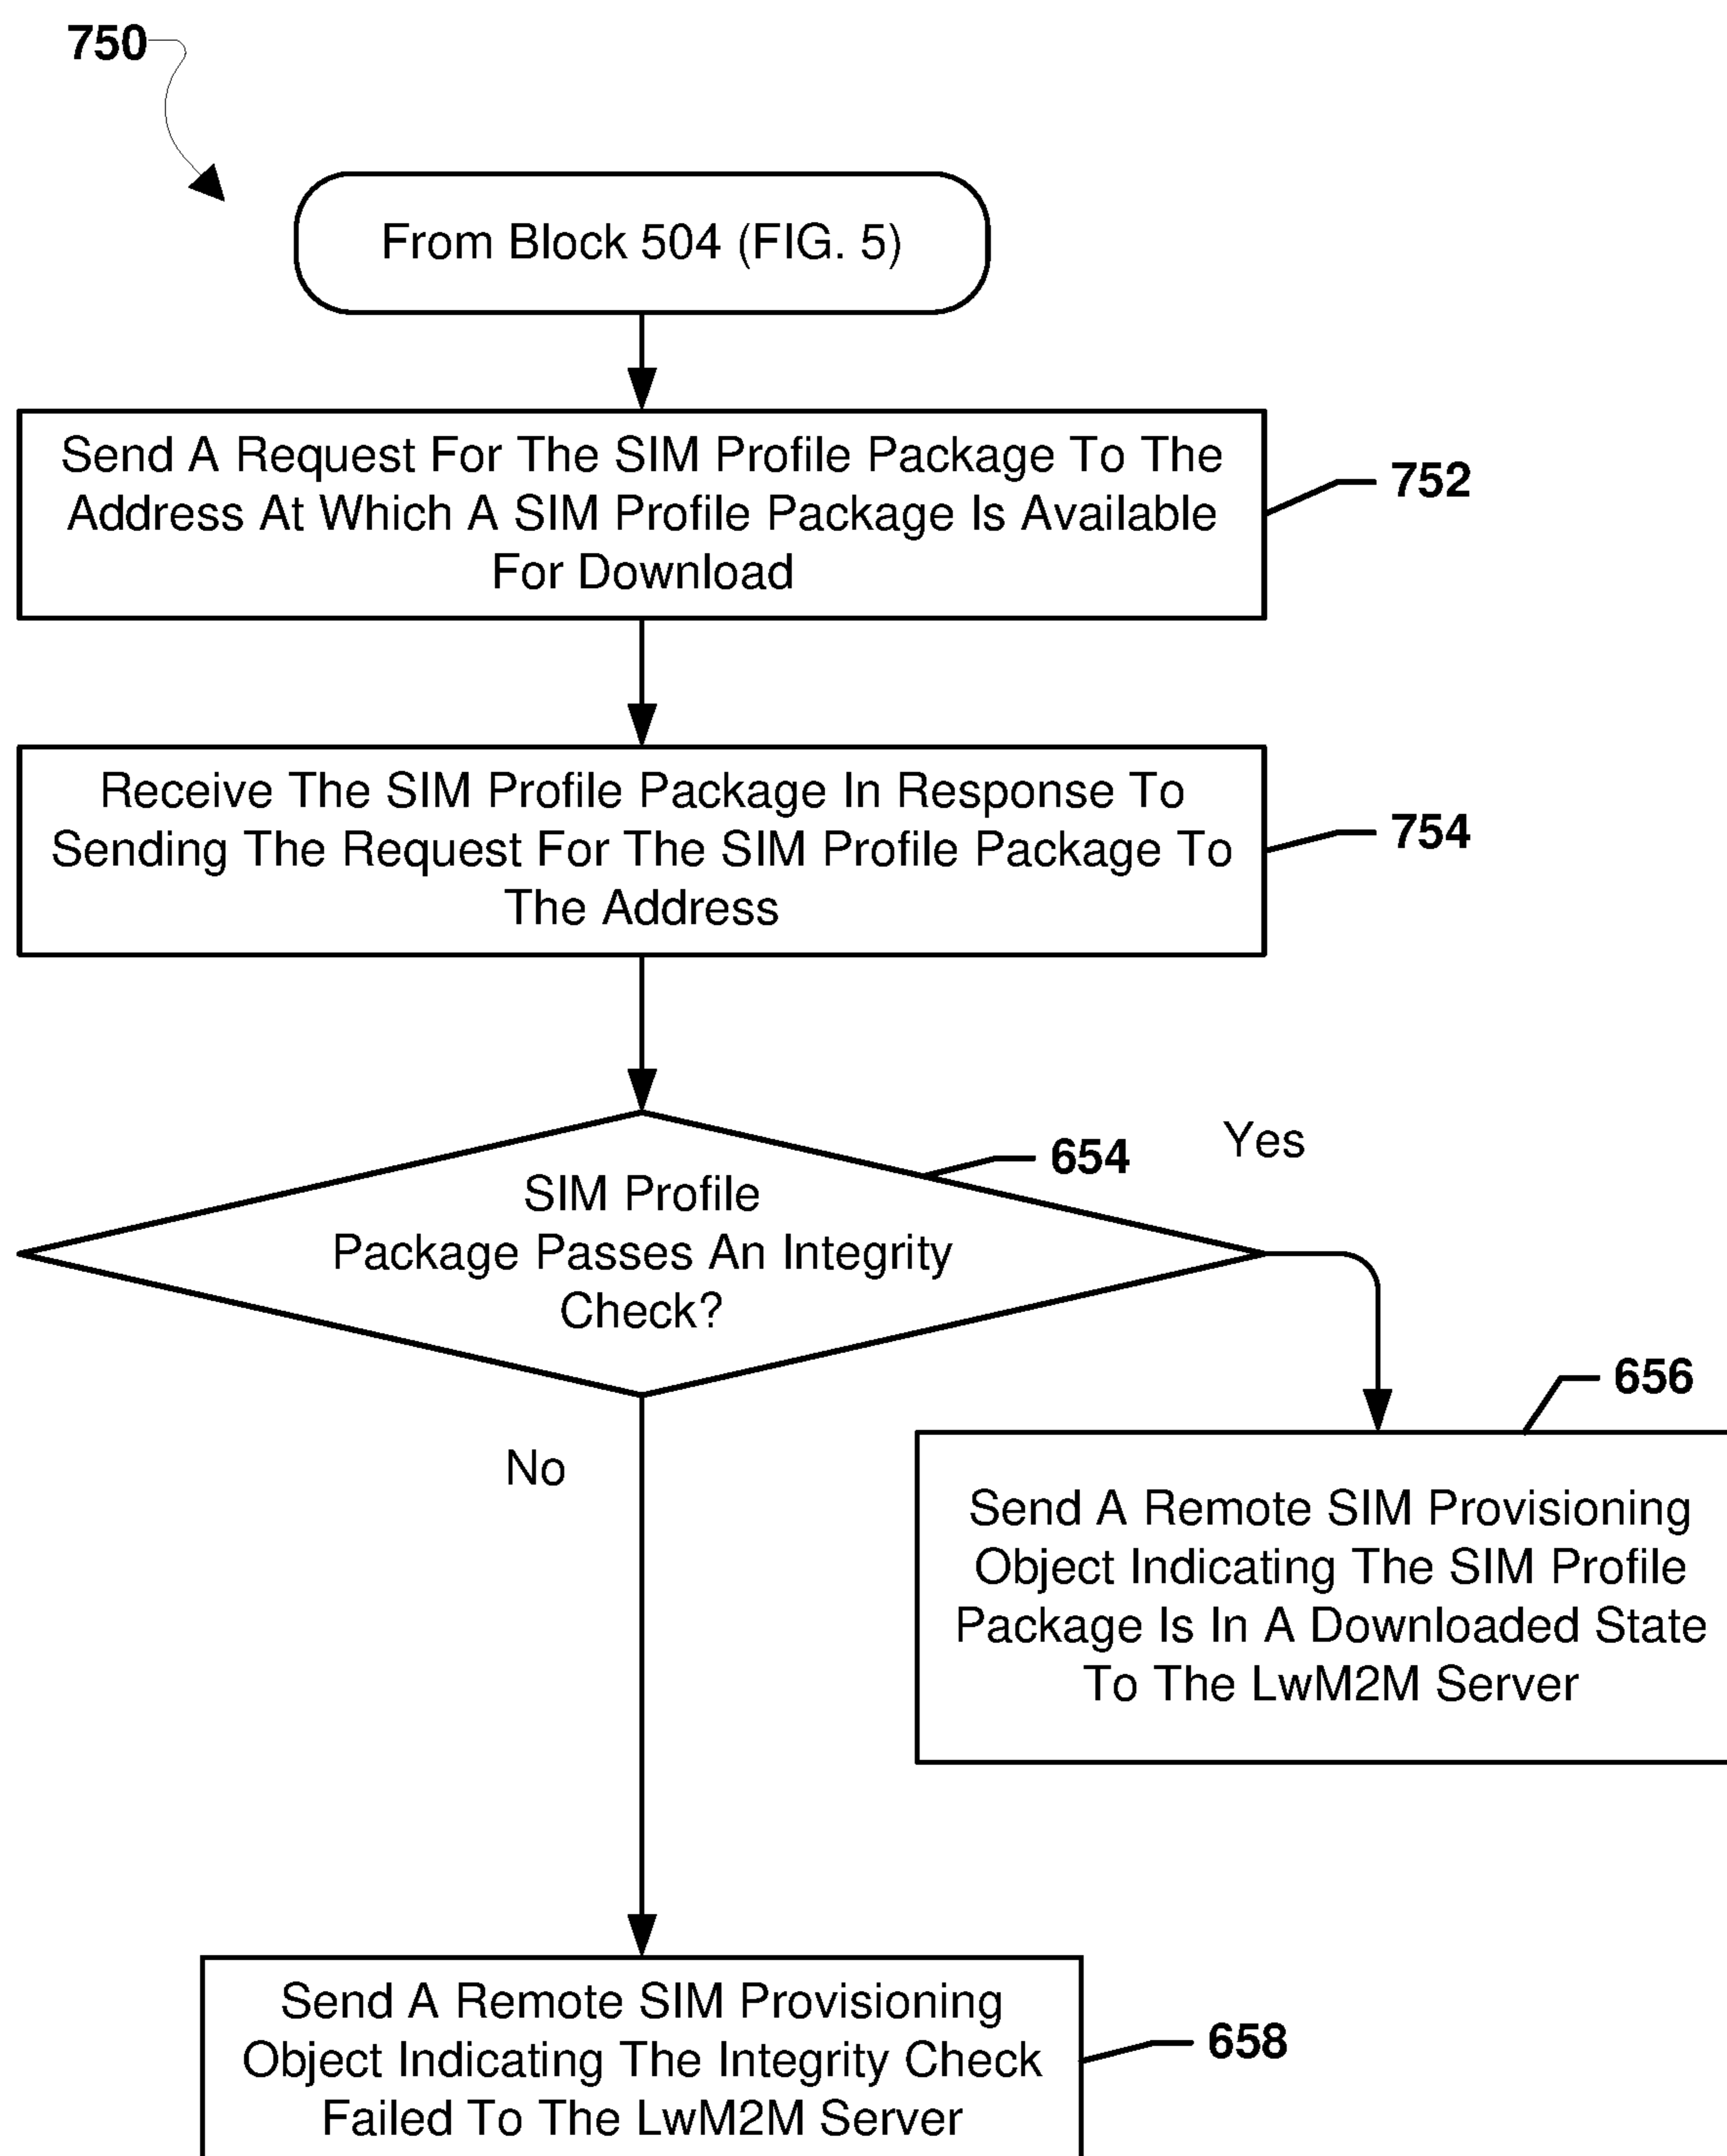 750
From Block 504 (FIG. 5)
Send A Request For The SIM Profile Package To The
Address At Which A SIM Profile Package Is Available
For Download
752
Receive The SIM Profile Package In Response To
Sending The Request For The SIM Profile Package To
The Address
754
654
Yes
SIM Profile
Package Passes An Integrity
Check?
656
No
Send A Remote SIM Provisioning
Object Indicating The SIM Profile
Package Is In A Downloaded State
To The LwM2M Server
Send A Remote SIM Provisioning
Object Indicating The Integrity Check
Failed To The LwM2M Server
658